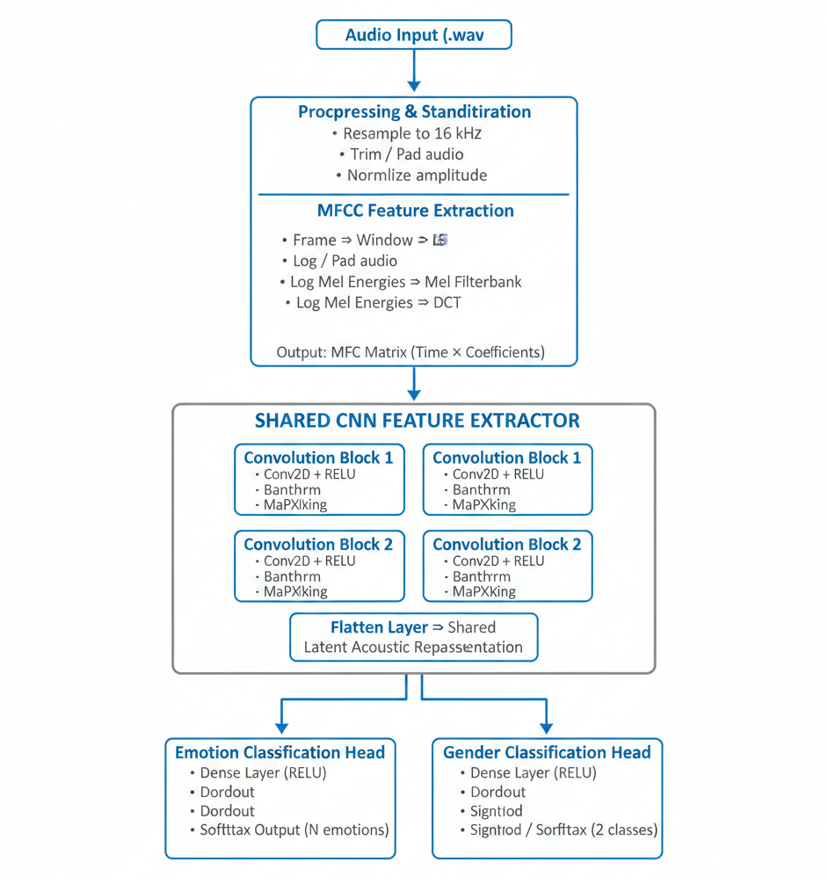 Audio Input (.wav
Procpressing & Standitiration
• Resample to 16 kHz
• Trim / Pad audio
• Normlize amplitude
MFCC Feature Extraction
• Frame ⇒ Window ⇒
• Log / Pad audio
• Log Mel Energies ⇒ Mel Filterbank
• Log Mel Energies ⇒ DCT
Output: MFC Matrix (Time × Coefficients)
SHARED CNN FEATURE EXTRACTOR
Convolution Block 1
- Conv2D + RELU
- Banthrm
Convolution Block 1
- Conv2D + RELU
- Banthrm
- MaPXking
Convolution Block 2
- Conv2D + RELU
- Banthrm
- MaPXking
Convolution Block 2
- Conv2D + RELU
- Banthrm
- MaPXking
Flatten Layer ⇒ Shared
Latent Acoustic Repassentation
Emotion Classification Head
• Dense Layer (RELU)
• Dordout
• Dordout
• Sofittax Output (N emotions)
Gender Classification Head
• Dense Layer (RELU)
• Dordout
• Signtiod
• Signtiod / Sorfitax (2 classes)